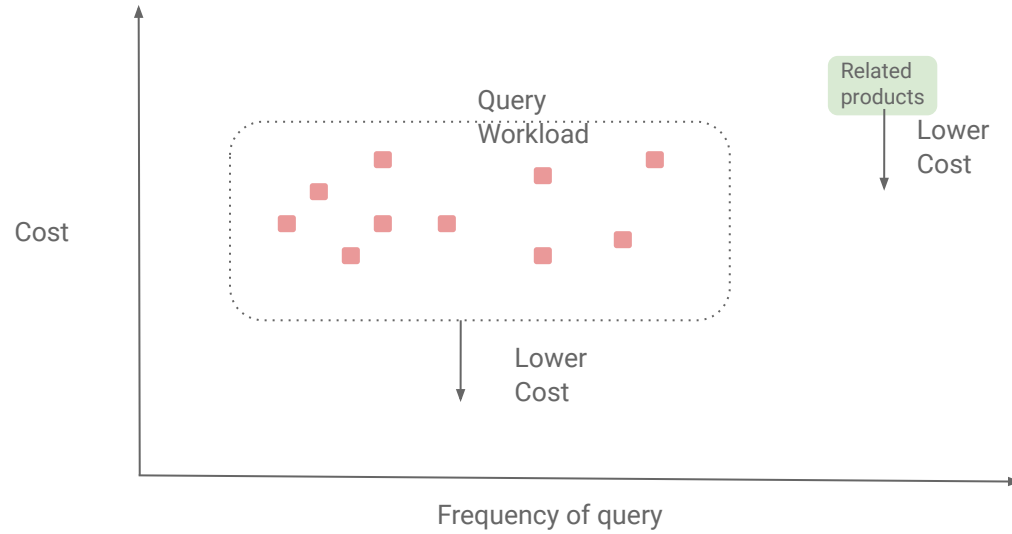 Related
products
Query
Workload
Lower
Cost
Cost
Lower
Cost
Frequency of query